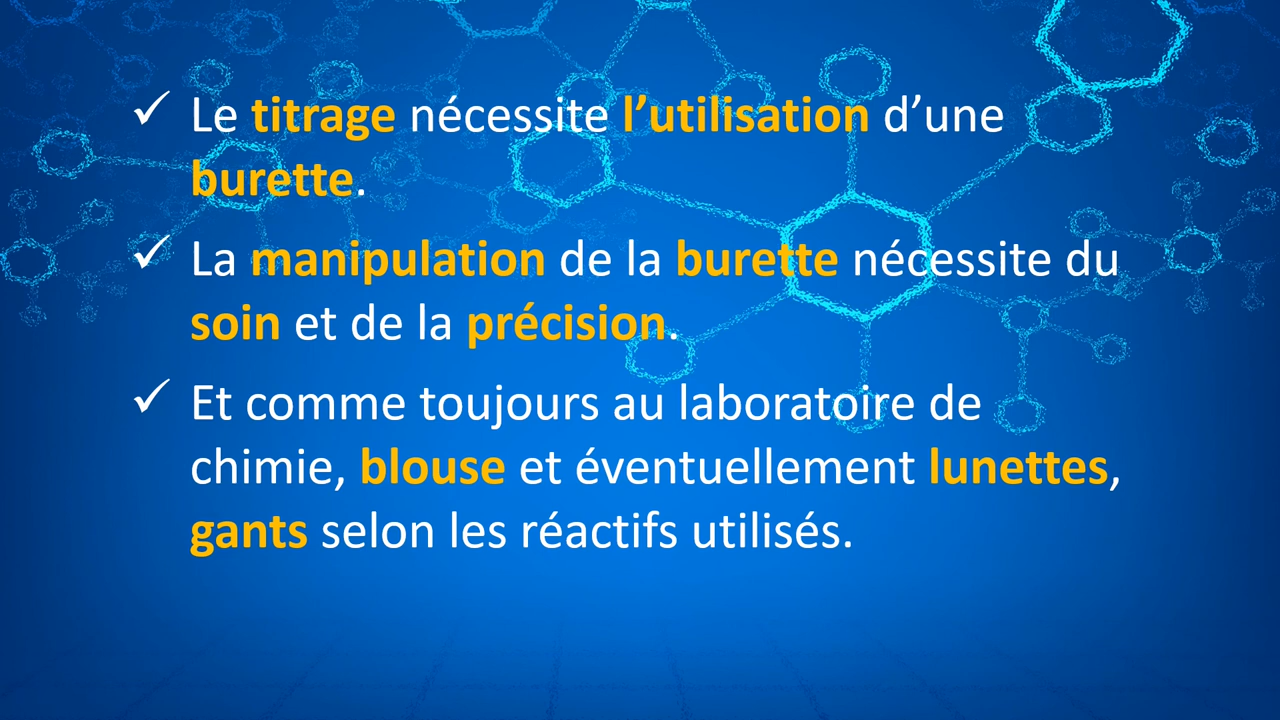 ✓ Le titrage nécessite l’utilisation d’une
burette.
✓ La manipulation de la burette nécessite du
soin et de la précision.
✓ Et comme toujours au laboratoire de
chimie, blouse et éventuellement lunettes,
gants selon les réactifs utilisés.